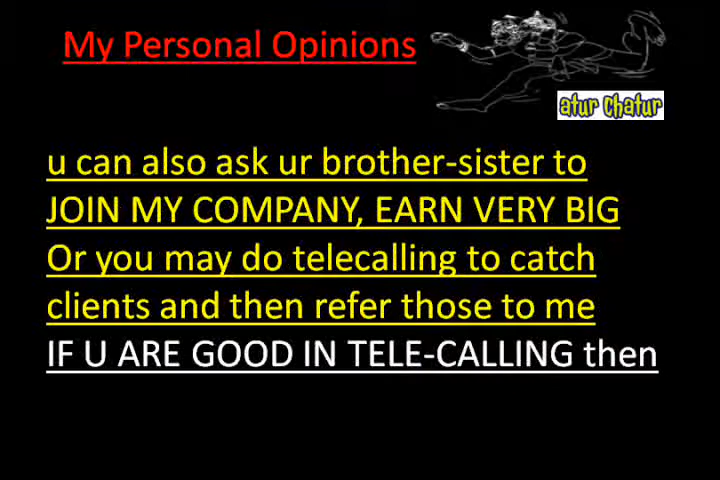 My Personal Opinions
atur chatur
u can also ask ur brother-sister to
JOIN MY COMPANY, EARN VERY BIG
Or you may do telecalling to catch
clients and then refer those to me
IF U ARE GOOD IN TELE-CALLING then